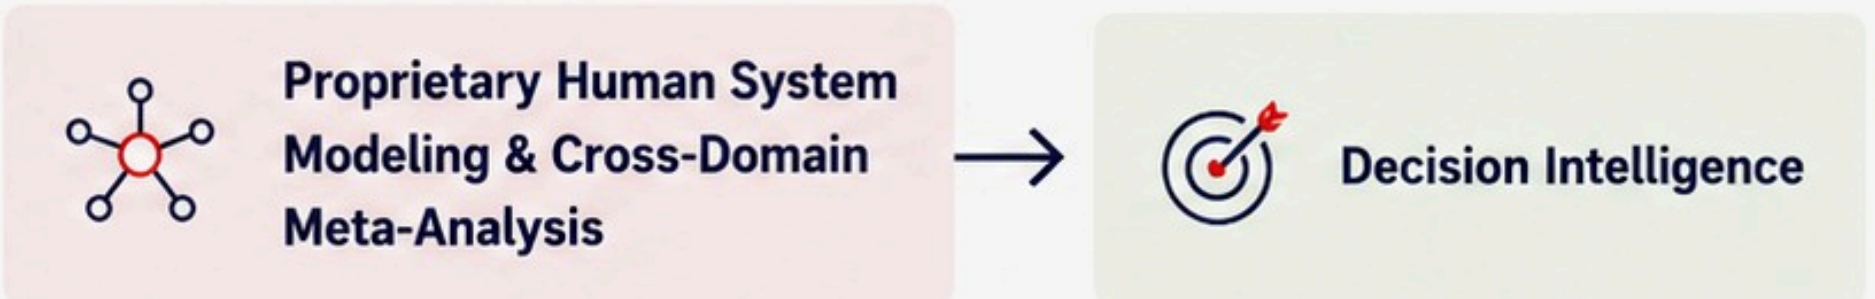 Proprietary Human System
Modeling & Cross-Domain
Meta-Analysis
Decision Intelligence